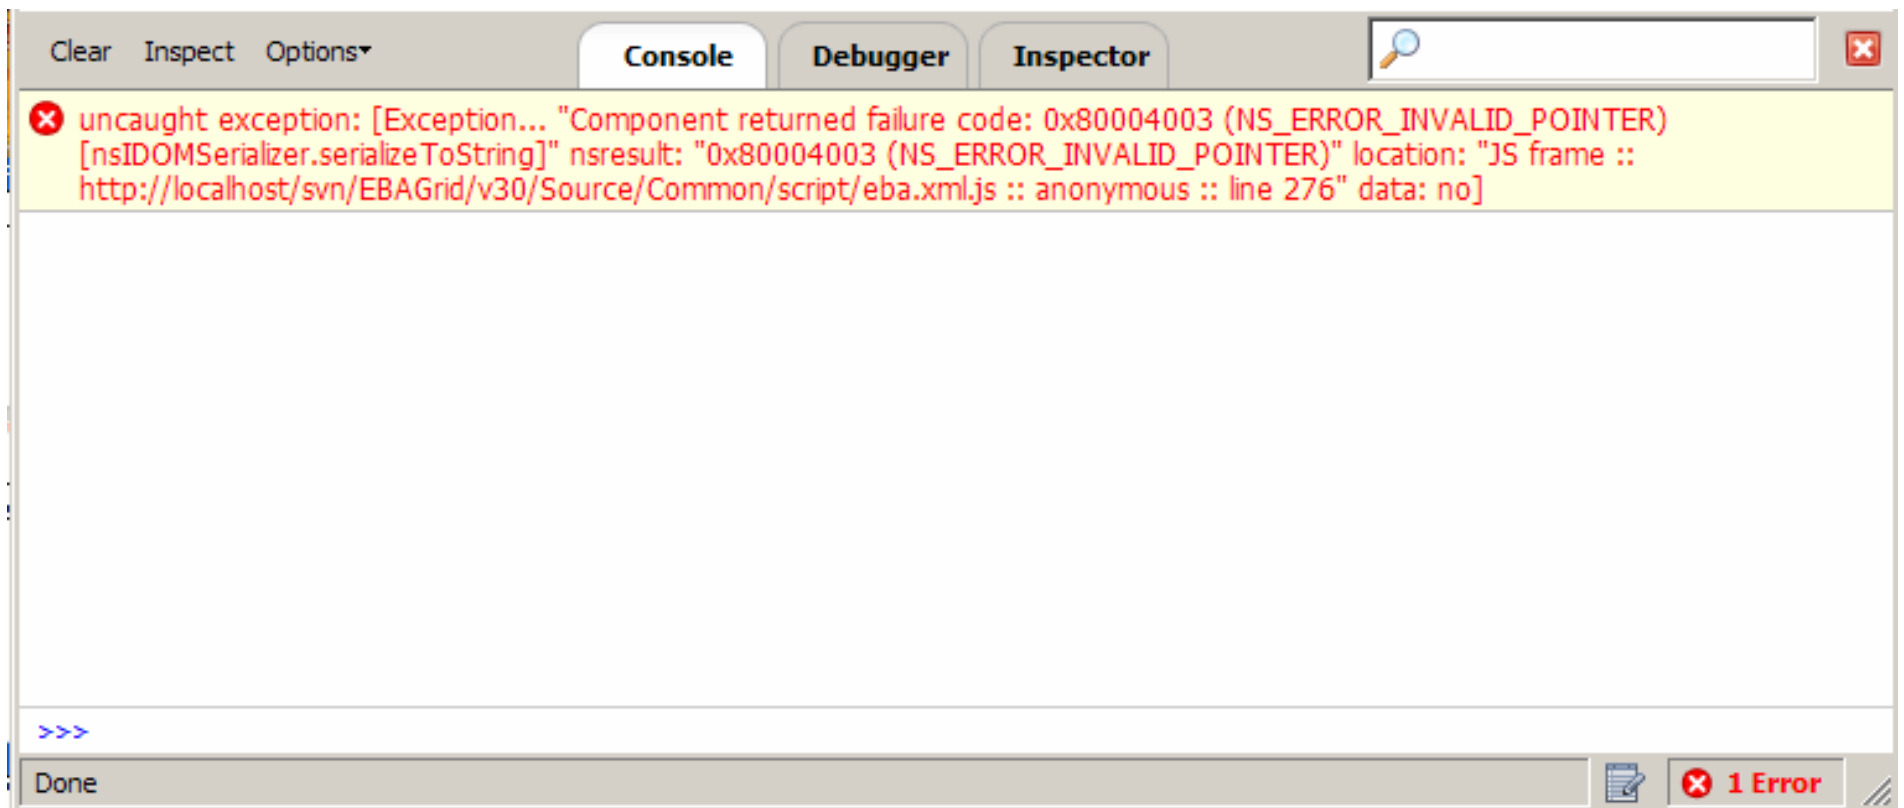 Clear Inspect Options Console Debugger Inspector
uncaught exception: [Exception... "Component returned failure code: 0x80004003 (NS_ERROR_INVALID_POINTER)
[nsIDOMSerializer.serializeToString]" nsresult: "0x80004003 (NS_ERROR_INVALID_POINTER)" location: "JS frame ::
http://localhost/svn/EBAGrid/v30/Source/Common/script/eba.xml.js :: anonymous :: line 276" data: no]
>>>
Done 1 Error